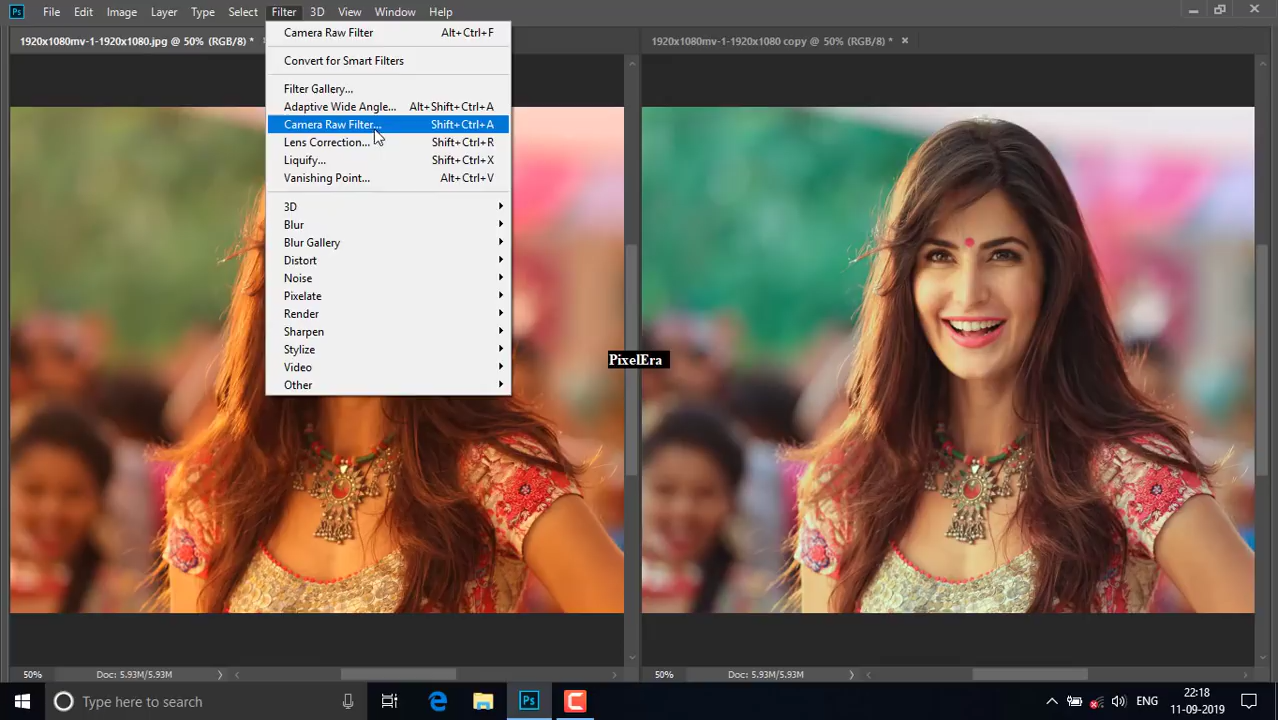 Ps File Edit Image Layer Type Select Filter 3D View Window Help
1920x1080mv-1-1920x1080.jpg @ 50% (RGB/8) *
1920x1080mv-1-1920x1080 copy @ 50% (RGB/8) * ×
Camera Raw Filter Alt+Ctrl+F
Convert for Smart Filters
Filter Gallery...
Adaptive Wide Angle... Alt+Shift+Ctrl+A
Camera Raw Filter... Shift+Ctrl+A
Lens Correction... Shift+Ctrl+R
Liquify... Shift+Ctrl+X
Vanishing Point... Alt+Ctrl+V
3D
Blur
Blur Gallery
Distort
Noise
Pixelate
Render
Sharpen
Stylize
Video
Other
PixelEra
50% Doc: 5.93M/5.93M
50% Doc: 5.93M/5.93M
Type here to search
Ps
ENG
22:18
11-09-2019